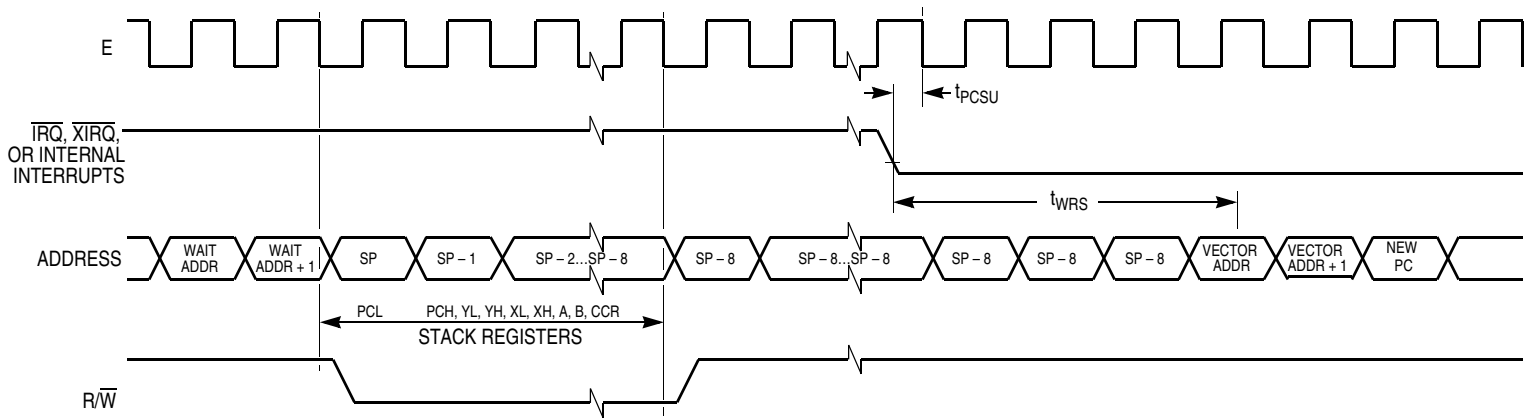 E
tPCSU
IRQ, XIRQ,
OR INTERNAL
INTERRUPTS
tWRS
ADDRESS
WAIT
ADDR
WAIT
ADDR + 1
SP
SP – 1
SP – 2...SP – 8
SP – 8
SP – 8...SP – 8
SP – 8
SP – 8
SP – 8
VECTOR
ADDR
VECTOR
ADDR + 1
NEW
PC
PCL
PCH, YL, YH, XL, XH, A, B, CCR
STACK REGISTERS
R/W